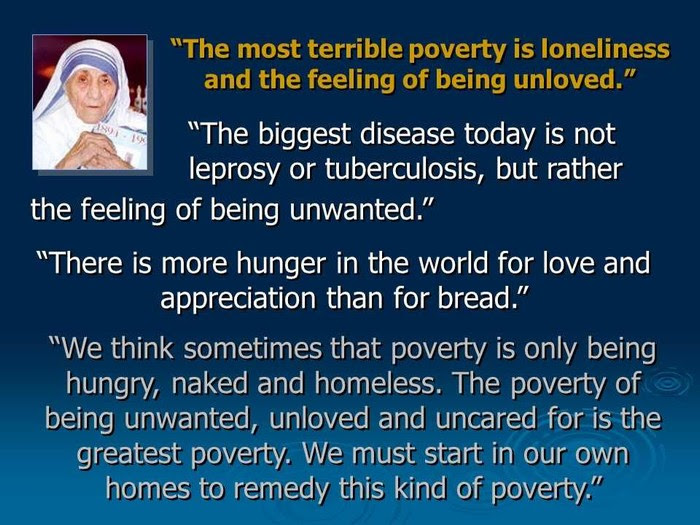 “The most terrible poverty is loneliness
and the feeling of being unloved.”
“The biggest disease today is not
leprosy or tuberculosis, but rather
the feeling of being unwanted.”
“There is more hunger in the world for love and
appreciation than for bread.”
“We think sometimes that poverty is only being
hungry, naked and homeless. The poverty of
being unwanted, unloved and uncared for is the
greatest poverty. We must start in our own
homes to remedy this kind of poverty.”